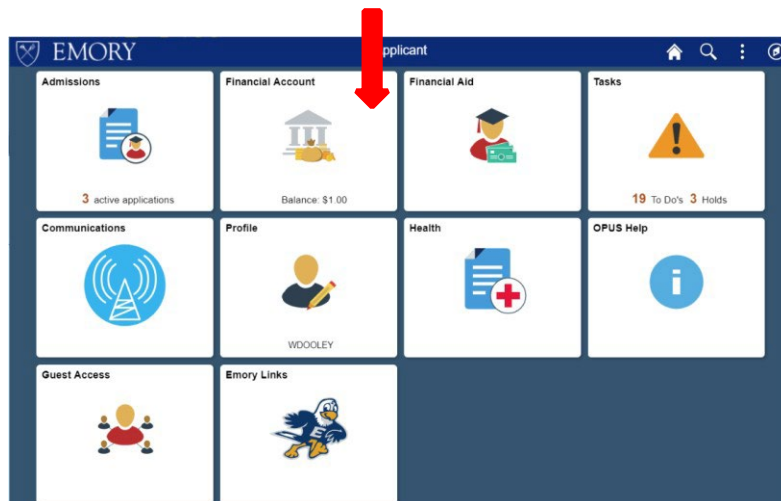 EMORY
pplicant
Admissions
Financial Account
Financial Aid
Tasks
3 active applications
Balance: $1.00
19 To Do's 3 Holds
Communications
Profile
Health
OPUS Help
WDOOLEY
Guest Access
Emory Links